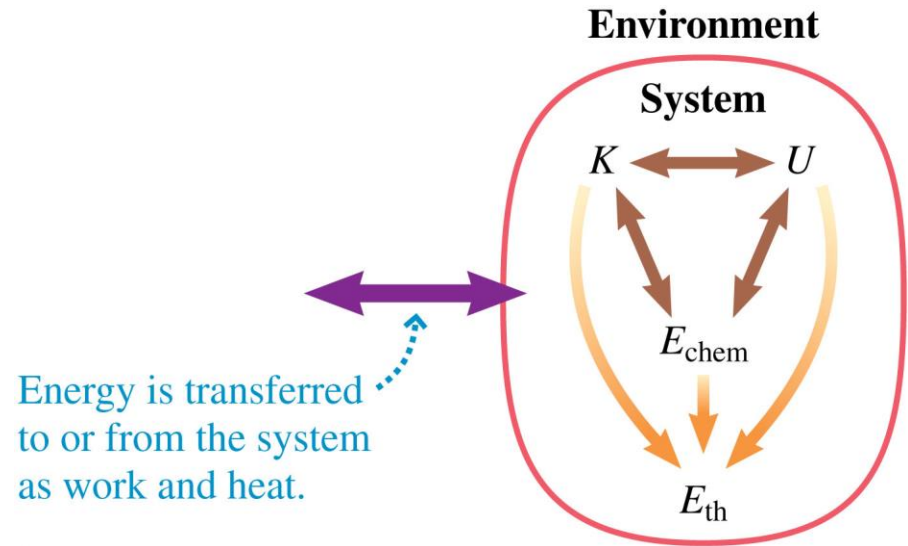 Environment
System
K
U
E_chem
E_th
Energy is transferred
to or from the system
as work and heat.